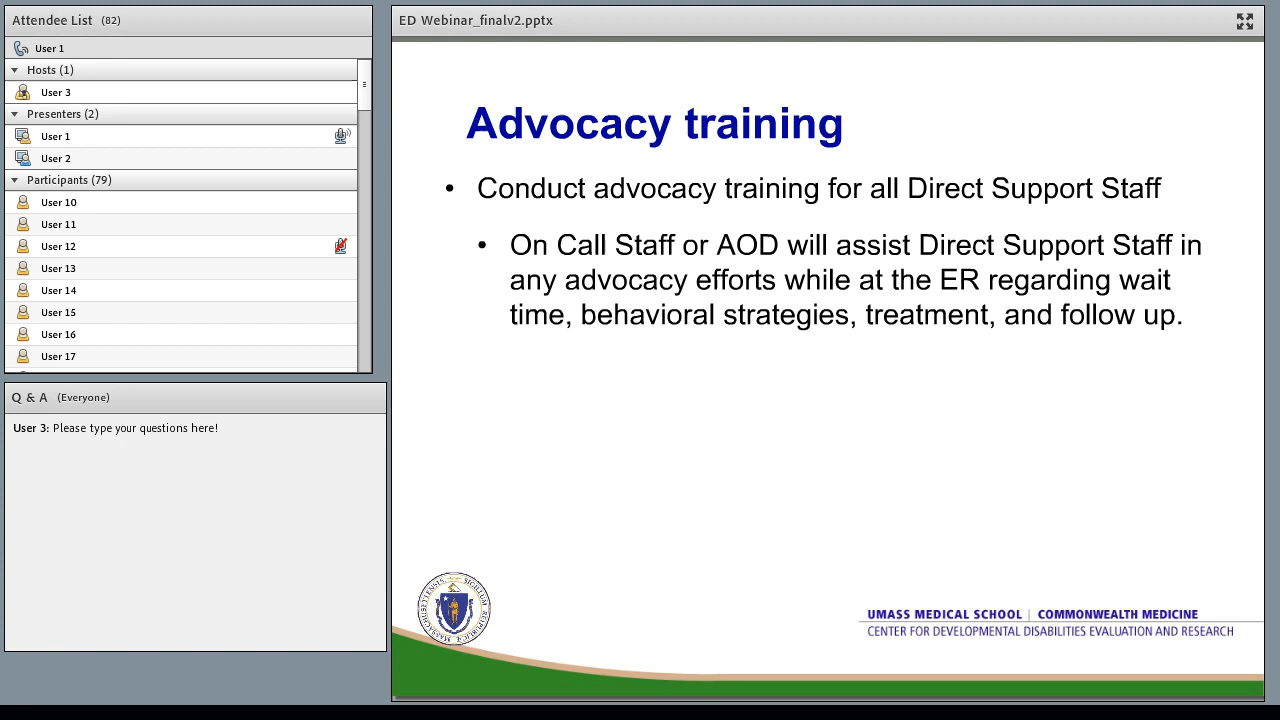 Attendee List (82)
User 1
Hosts (1)
User 3
Presenters (2)
User 1
User 2
Participants (79)
User 10
User 11
User 12
User 13
User 14
User 15
User 16
User 17
Q & A (Everyone)
User 3: Please type your questions here!
ED Webinar_finalv2.pptx
Advocacy training
• Conduct advocacy training for all Direct Support Staff
• On Call Staff or AOD will assist Direct Support Staff in
any advocacy efforts while at the ER regarding wait
time, behavioral strategies, treatment, and follow up.
UMASS MEDICAL SCHOOL | COMMONWEALTH MEDICINE
CENTER FOR DEVELOPMENTAL DISABILITIES EVALUATION AND RESEARCH